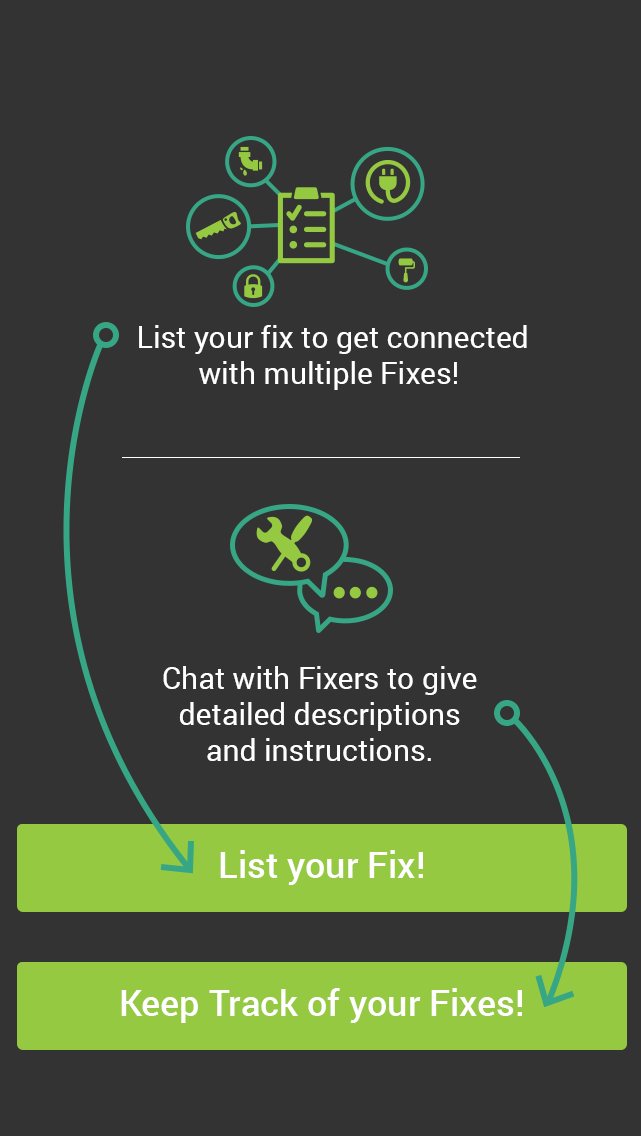 List your fix to get connected
with multiple Fixes!
Chat with Fixers to give
detailed descriptions
and instructions.
List your Fix!
Keep Track of your Fixes!